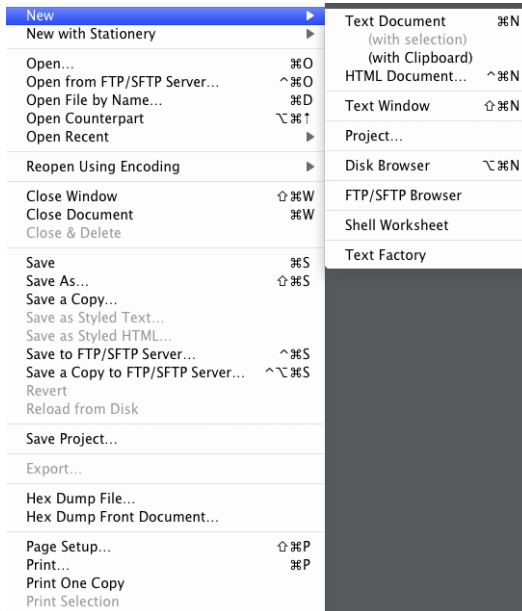 New ▶
New with Stationery ▶
Open... ⌘O
Open from FTP/SFTP Server... ^⌘O
Open File by Name... ⌘D
Open Counterpart ⌥⌘↑
Open Recent ▶
Reopen Using Encoding ▶
Close Window ⇧⌘W
Close Document ⌘W
Close & Delete
Save ⌘S
Save As... ⇧⌘S
Save a Copy...
Save as Styled Text...
Save as Styled HTML...
Save to FTP/SFTP Server... ^⌘S
Save a Copy to FTP/SFTP Server... ^⌥⌘S
Revert
Reload from Disk
Save Project...
Export...
Hex Dump File...
Hex Dump Front Document...
Page Setup... ⇧⌘P
Print... ⌘P
Print One Copy
Print Selection
Text Document ⌘N
(with selection)
(with Clipboard)
HTML Document... ^⌘N
Text Window ⇧⌘N
Project...
Disk Browser ⌥⌘N
FTP/SFTP Browser
Shell Worksheet
Text Factory